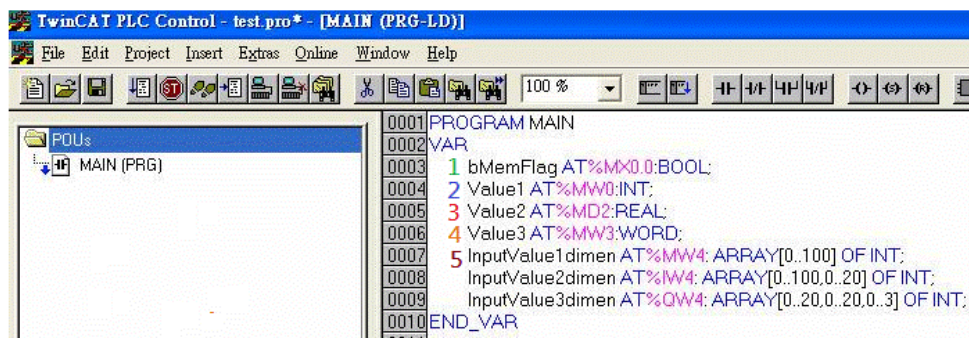 TwinCAT PLC Control - test.pro* - [MAIN (PRG-LD)]
File Edit Project Insert Extras Online Window Help
100 %
POUs
MAIN (PRG)
0001 PROGRAM MAIN
0002 VAR
0003 1 bMemFlag AT%MX0.0:BOOL;
0004 2 Value1 AT%MW0:INT;
0005 3 Value2 AT%MD2:REAL;
0006 4 Value3 AT%MW3:WORD;
0007 5 InputValue1dimen AT%MW4: ARRAY[0..100] OF INT;
0008 InputValue2dimen AT%IW4: ARRAY[0..100,0..20] OF INT;
0009 InputValue3dimen AT%QW4: ARRAY[0..20,0..20,0..3] OF INT;
0010 END_VAR